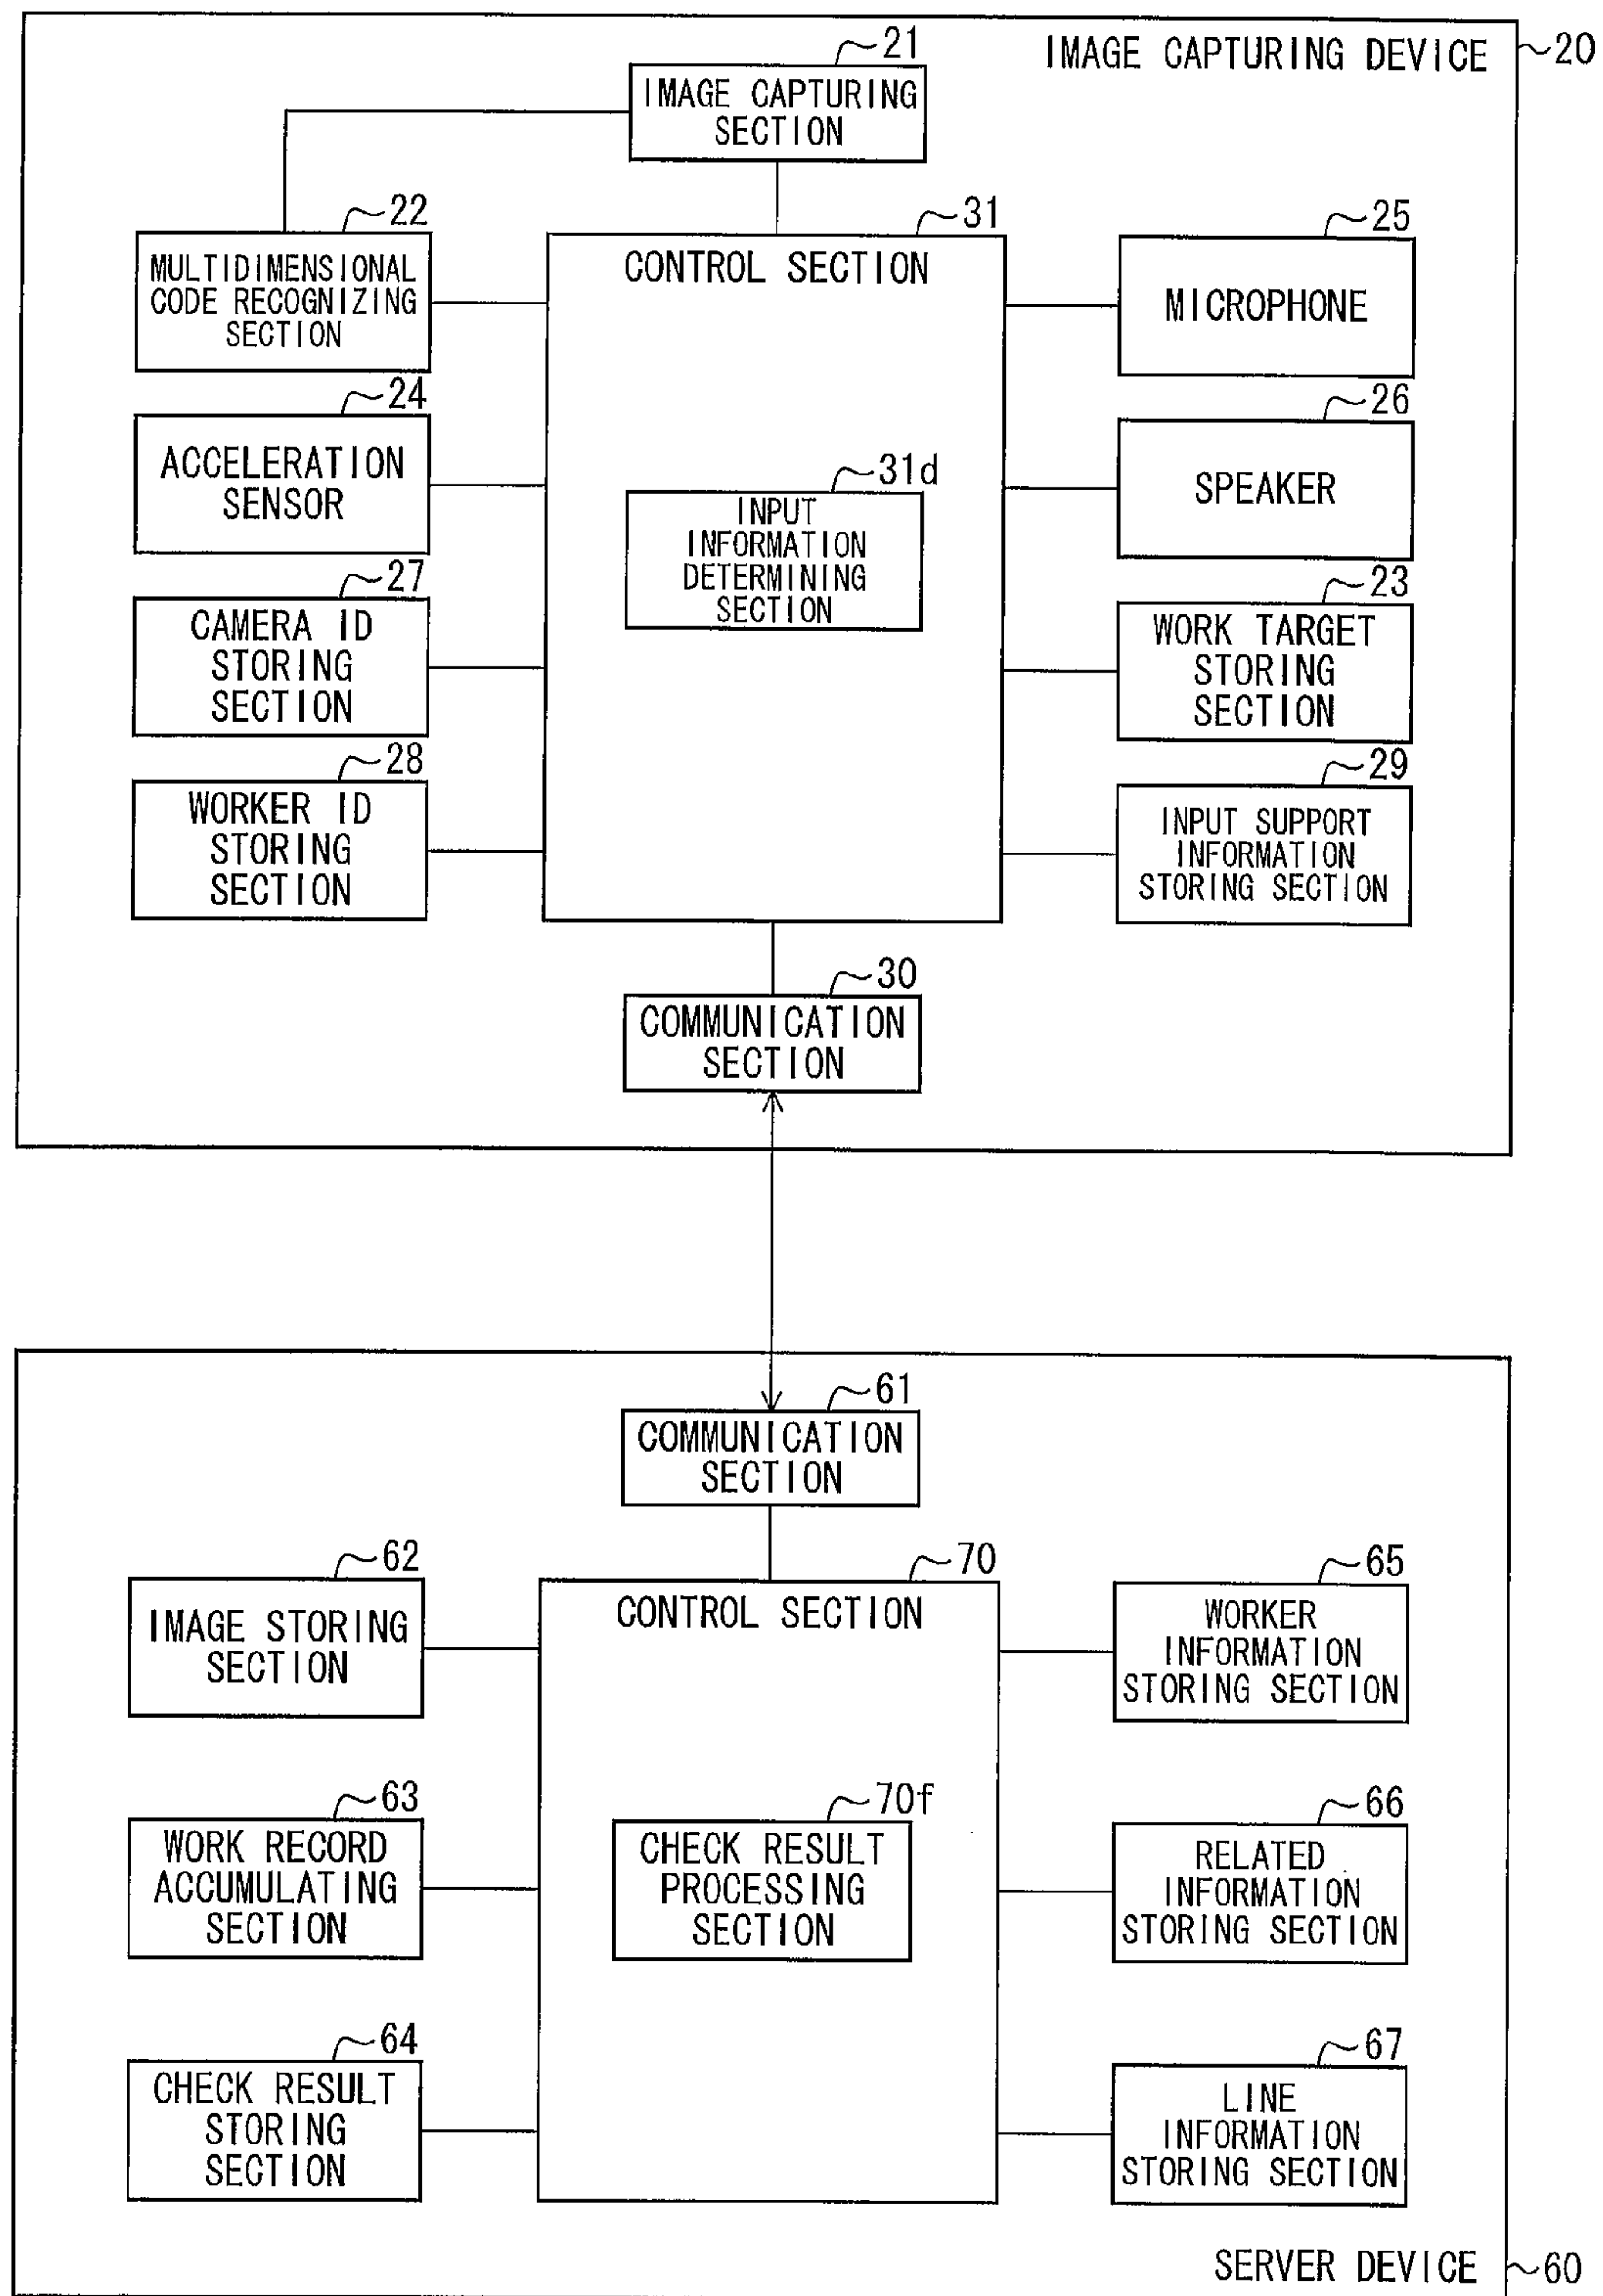 IMAGE CAPTURING DEVICE
20
21
IMAGE CAPTURING
SECTION
22
MULTIDIMENSIONAL
CODE RECOGNIZING
SECTION
31
CONTROL SECTION
25
MICROPHONE
24
ACCELERATION
SENSOR
31d
INPUT
INFORMATION
DETERMINING
SECTION
26
SPEAKER
27
CAMERA ID
STORING
SECTION
23
WORK TARGET
STORING
SECTION
28
WORKER ID
STORING
SECTION
29
INPUT SUPPORT
INFORMATION
STORING SECTION
30
COMMUNICATION
SECTION
61
COMMUNICATION
SECTION
62
IMAGE STORING
SECTION
70
CONTROL SECTION
65
WORKER
INFORMATION
STORING SECTION
63
WORK RECORD
ACCUMULATING
SECTION
70f
CHECK RESULT
PROCESSING
SECTION
66
RELATED
INFORMATION
STORING SECTION
64
CHECK RESULT
STORING
SECTION
67
LINE
INFORMATION
STORING SECTION
SERVER DEVICE
60